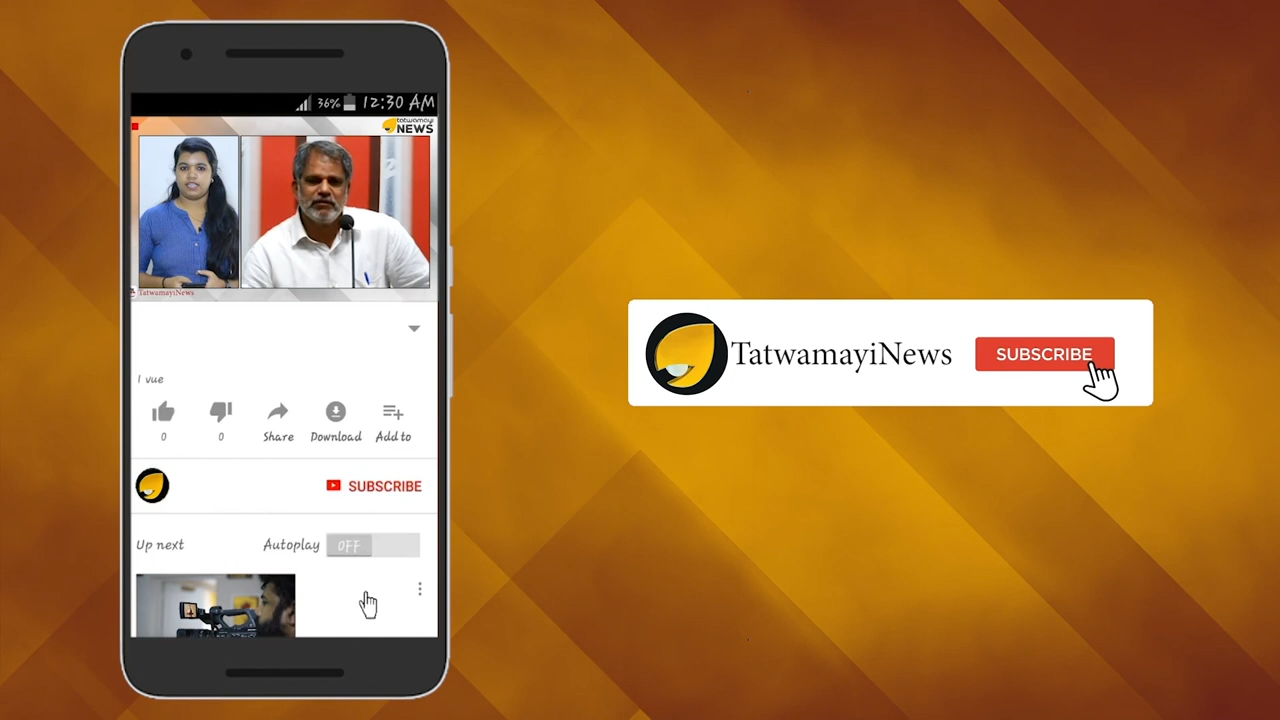 36% 12:30 AM
tatwamayi
NEWS
TatwamayiNews
1 vue
0 0 Share Download Add to
SUBSCRIBE
Up next Autoplay OFF
TatwamayiNews SUBSCRIBE